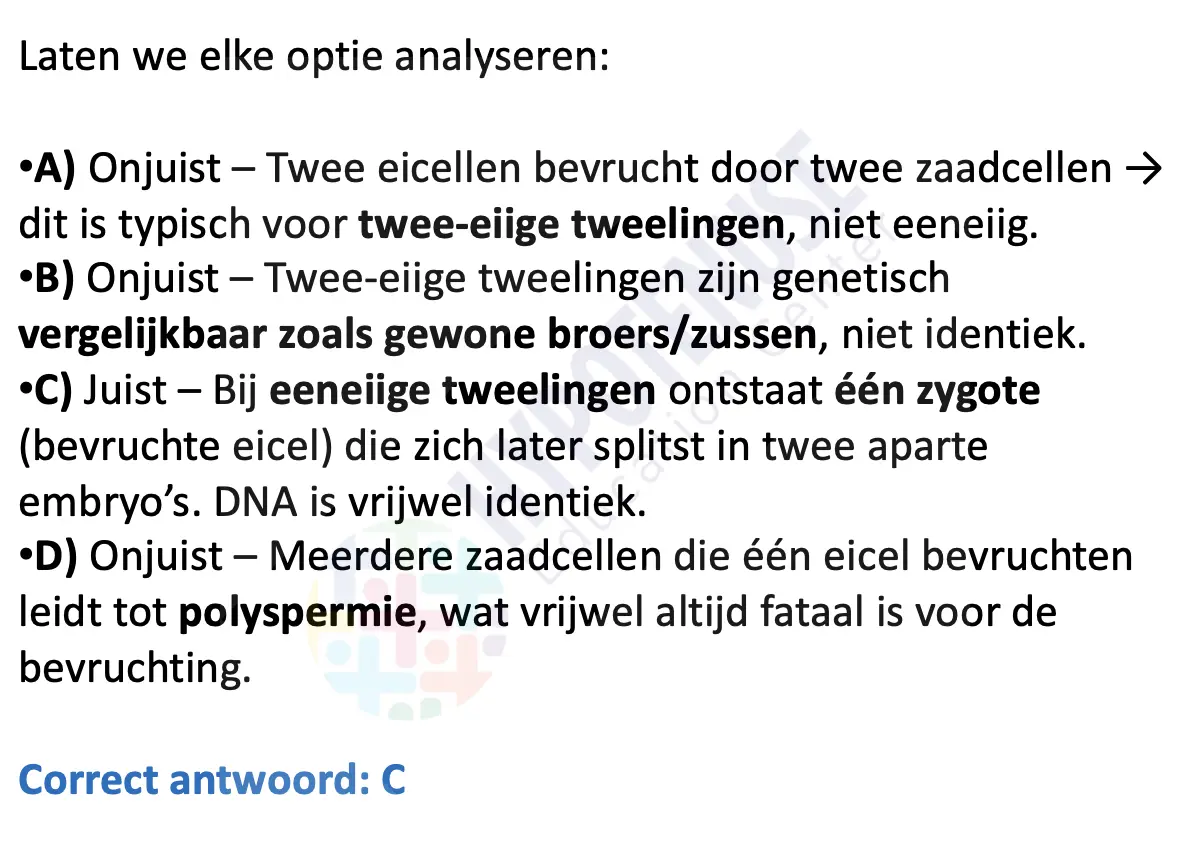 Laten we elke optie analyseren:
•A) Onjuist – Twee eicellen bevrucht door twee zaadcellen →
dit is typisch voor twee-eiige tweelingen, niet eeneiig.
•B) Onjuist – Twee-eiige tweelingen zijn genetisch
vergelijkbaar zoals gewone broers/zussen, niet identiek.
•C) Juist – Bij eeneiige tweelingen ontstaat één zygote
(bevruchte eicel) die zich later splitst in twee aparte
embryo’s. DNA is vrijwel identiek.
•D) Onjuist – Meerdere zaadcellen die één eicel bevruchten
leidt tot polyspermie, wat vrijwel altijd fataal is voor de
bevruchting.
Correct antwoord: C
HYPOTENUSE
Education Center